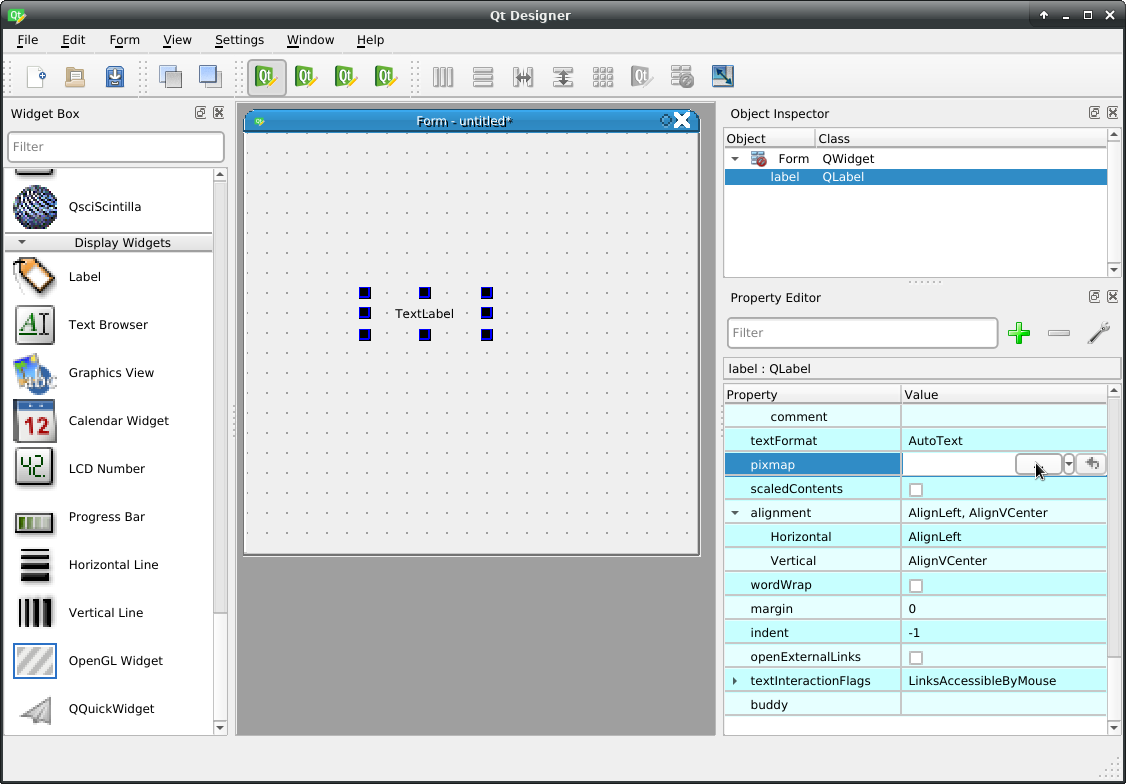 Qt Designer
File Edit Form View Settings Window Help
Widget Box
Filter
QsciScintilla
Display Widgets
Label
Text Browser
Graphics View
Calendar Widget
LCD Number
Progress Bar
Horizontal Line
Vertical Line
OpenGL Widget
QQuickWidget
Form - untitled*
TextLabel
Object Inspector
Object Class
Form QWidget
label QLabel
Property Editor
Filter
label : QLabel
Property Value
comment
textFormat AutoText
pixmap
scaledContents
alignment AlignLeft, AlignVCenter
Horizontal AlignLeft
Vertical AlignVCenter
wordWrap
margin 0
indent -1
openExternalLinks
textInteractionFlags LinksAccessibleByMouse
buddy